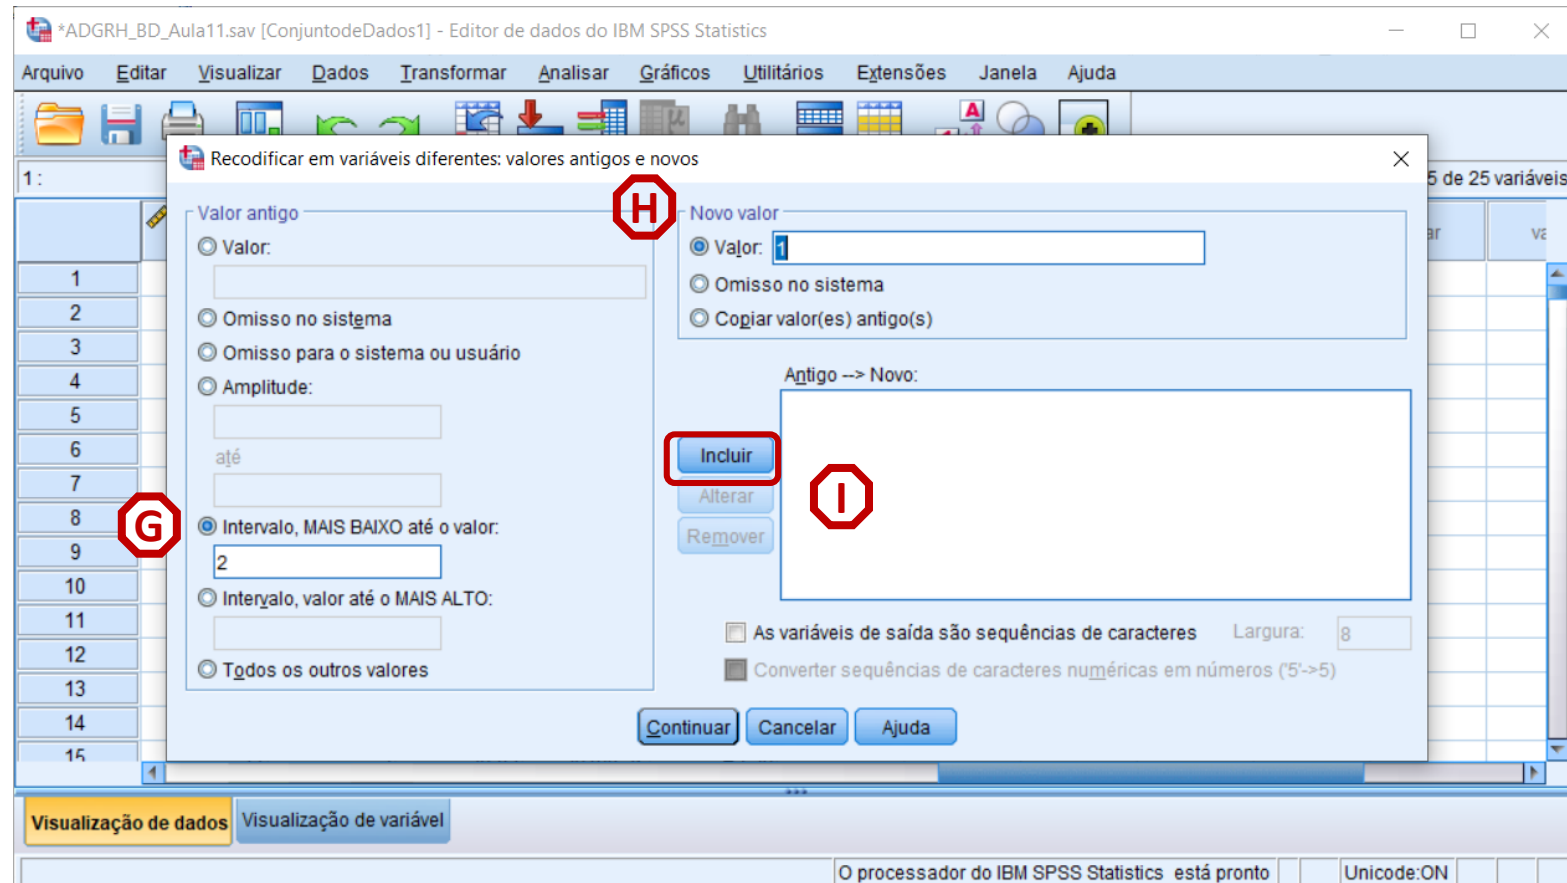 *ADGRH_BD_Aula11.sav [ConjuntodeDados1] - Editor de dados do IBM SPSS Statistics
Arquivo Editar Visualizar Dados Transformar Analisar Gráficos Utilitários Extensões Janela Ajuda
A
μ
Recodificar em variáveis diferentes: valores antigos e novos
1 :
5 de 25 variáveis
H
Valor antigo
Valor:
Omisso no sistema
Omisso para o sistema ou usuário
Amplitude:
até
G
Intervalo, MAIS BAIXO até o valor:
2
Intervalo, valor até o MAIS ALTO:
Todos os outros valores
Novo valor
Valor: 1
Omisso no sistema
Copiar valor(es) antigo(s)
Antigo --> Novo:
Incluir
Alterar
Remover
I
As variáveis de saída são sequências de caracteres Largura: 8
Converter sequências de caracteres numéricas em números ('5'->5)
Continuar Cancelar Ajuda
1
2
3
4
5
6
7
8
9
10
11
12
13
14
15
Visualização de dados Visualização de variável
O processador do IBM SPSS Statistics está pronto Unicode:ON